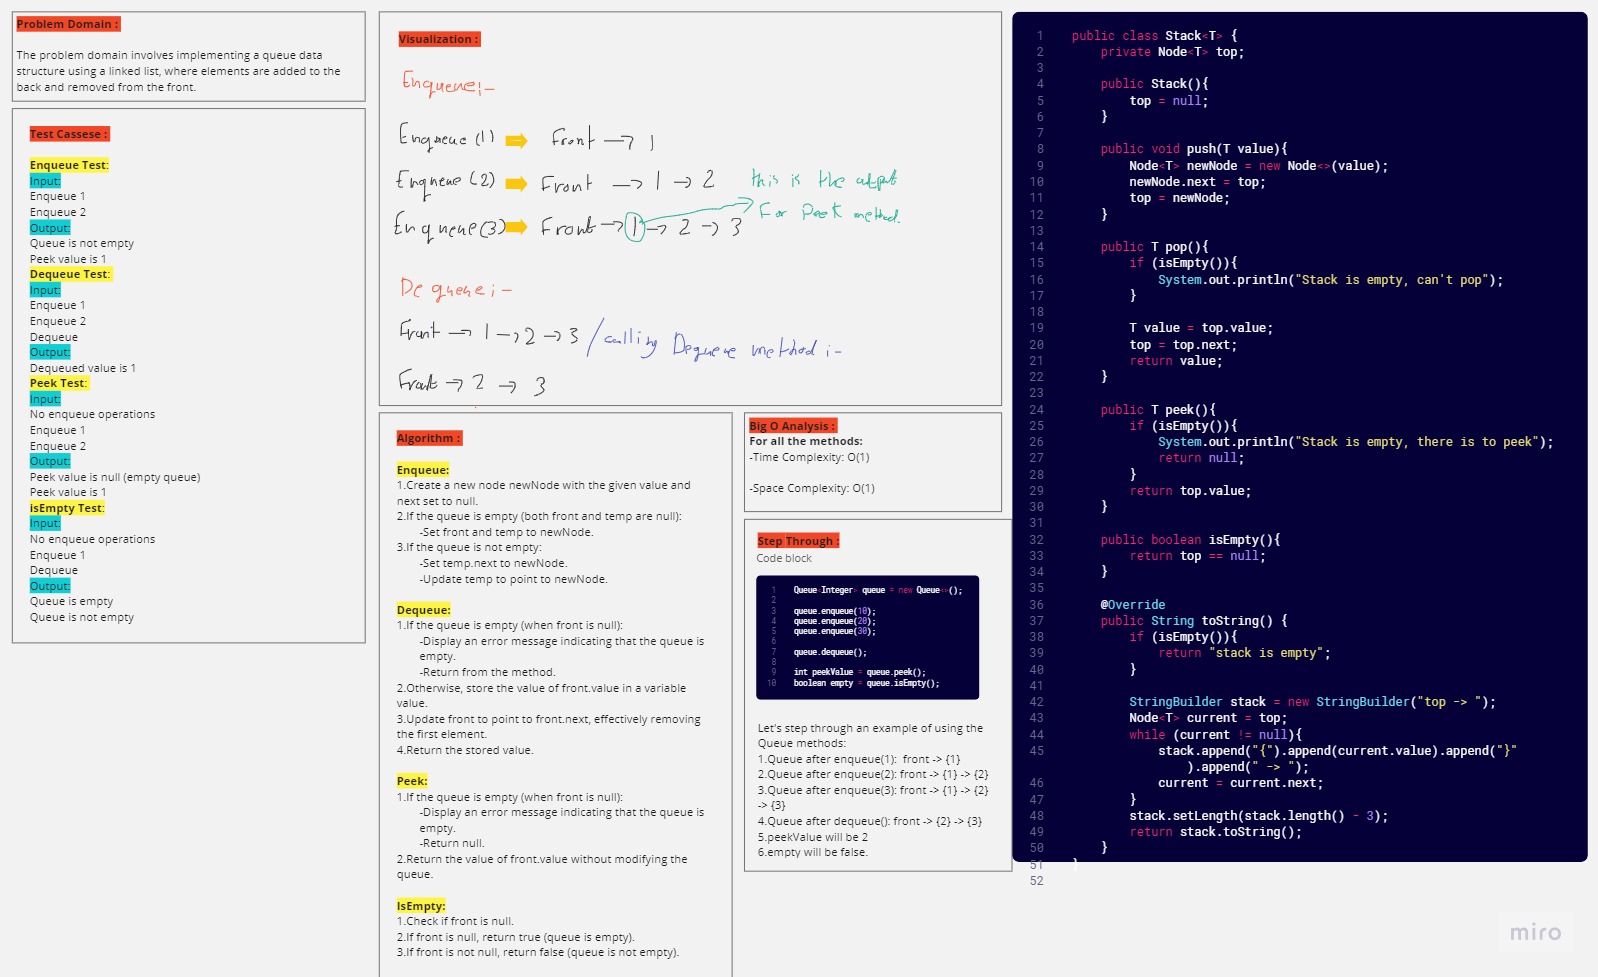 Problem Domain :
The problem domain involves implementing a queue data
structure using a linked list, where elements are added to the
back and removed from the front.
Test Cassese :
Enqueue Test:
Input:
Enqueue 1
Enqueue 2
Output:
Queue is not empty
Peek value is 1
Dequeue Test:
Input:
Enqueue 1
Enqueue 2
Dequeue
Output:
Dequeued value is 1
Peek Test:
Input:
No enqueue operations
Enqueue 1
Enqueue 2
Output:
Peek value is null (empty queue)
Peek value is 1
isEmpty Test:
Input:
No enqueue operations
Enqueue 1
Dequeue
Output:
Queue is empty
Queue is not empty
Visualization :
Enqueue:-
Enqueue (1) Front → 1
Enqueue (2) Front → 1 → 2
Enqueue (3) Front → 1 → 2 → 3
this is the output
For Peek method.
Dequeue:-
Front → 1 → 2 → 3 / calling Dequeue method :-
Front → 2 → 3
Algorithm :
Enqueue:
1.Create a new node newNode with the given value and
next set to null.
2.If the queue is empty (both front and temp are null):
-Set front and temp to newNode.
3.If the queue is not empty:
-Set temp.next to newNode.
-Update temp to point to newNode.
Dequeue:
1.If the queue is empty (when front is null):
-Display an error message indicating that the queue is
empty.
-Return from the method.
2.Otherwise, store the value of front.value in a variable
value.
3.Update front to point to front.next, effectively removing
the first element.
4.Return the stored value.
Peek:
1.If the queue is empty (when front is null):
-Display an error message indicating that the queue is
empty.
-Return null.
2.Return the value of front.value without modifying the
queue.
IsEmpty:
1.Check if front is null.
2.If front is null, return true (queue is empty).
3.If front is not null, return false (queue is not empty).
Big O Analysis :
For all the methods:
-Time Complexity: O(1)
-Space Complexity: O(1)
Step Through :
Code block
1 Queue<Integer> queue = new Queue<>();
2
3 queue.enqueue(10);
4 queue.enqueue(20);
5 queue.enqueue(30);
6
7 queue.dequeue();
8
9 int peekValue = queue.peek();
10 boolean empty = queue.isEmpty();
Let's step through an example of using the
Queue methods:
1.Queue after enqueue(1): front -> {1}
2.Queue after enqueue(2): front -> {1} -> {2}
3.Queue after enqueue(3): front -> {1} -> {2}
-> {3}
4.Queue after dequeue(): front -> {2} -> {3}
5.peekValue will be 2
6.empty will be false.
1 public class Stack<T> {
2 private Node<T> top;
3
4 public Stack(){
5 top = null;
6 }
7
8 public void push(T value){
9 Node<T> newNode = new Node<>(value);
10 newNode.next = top;
11 top = newNode;
12 }
13
14 public T pop(){
15 if (isEmpty()){
16 System.out.println("Stack is empty, can't pop");
17 }
18
19 T value = top.value;
20 top = top.next;
21 return value;
22 }
23
24 public T peek(){
25 if (isEmpty()){
26 System.out.println("Stack is empty, there is to peek");
27 return null;
28 }
29 return top.value;
30 }
31
32 public boolean isEmpty(){
33 return top == null;
34 }
35
36 @Override
37 public String toString() {
38 if (isEmpty()){
39 return "stack is empty";
40 }
41
42 StringBuilder stack = new StringBuilder("top -> ");
43 Node<T> current = top;
44 while (current != null){
45 stack.append("{").append(current.value).append("}"
).append(" -> ");
46 current = current.next;
47 }
48 stack.setLength(stack.length() - 3);
49 return stack.toString();
50 }
51 }
52
miro